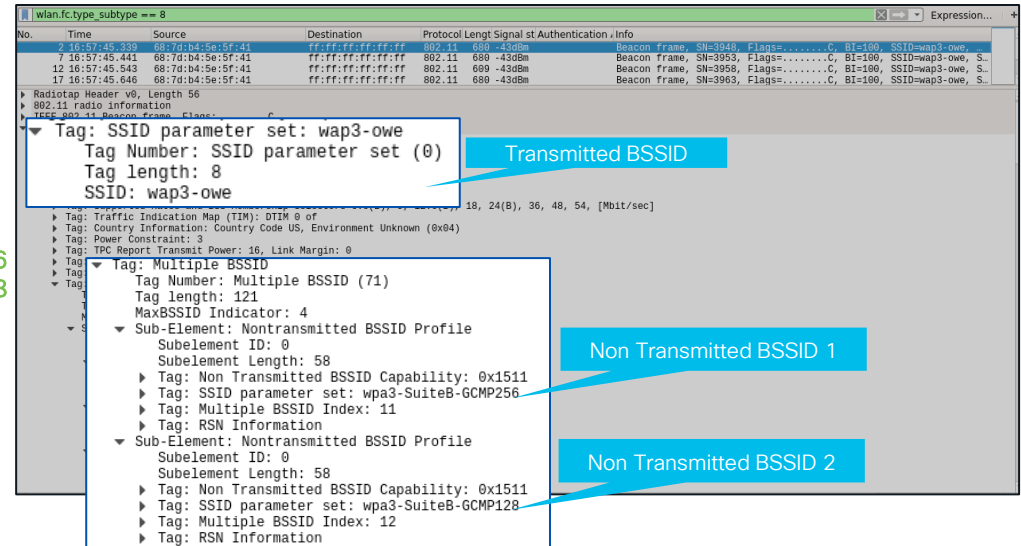 wlan.fc.type_subtype == 8
Expression...
+
No. Time Source Destination Protocol Lengt Signal st Authentication Info
2 16:57:45.339 68:7d:b4:5e:5f:41 ff:ff:ff:ff:ff:ff 802.11 680 -43dBm Beacon frame, SN=3948, Flags=........C, BI=100, SSID=wap3-owe, …
7 16:57:45.441 68:7d:b4:5e:5f:41 ff:ff:ff:ff:ff:ff 802.11 680 -43dBm Beacon frame, SN=3953, Flags=........C, BI=100, SSID=wap3-owe, S…
12 16:57:45.543 68:7d:b4:5e:5f:41 ff:ff:ff:ff:ff:ff 802.11 609 -43dBm Beacon frame, SN=3958, Flags=........C, BI=100, SSID=wap3-owe, S…
17 16:57:45.646 68:7d:b4:5e:5f:41 ff:ff:ff:ff:ff:ff 802.11 680 -43dBm Beacon frame, SN=3963, Flags=........C, BI=100, SSID=wap3-owe, S…
Radiotap Header v0, Length 56
802.11 radio information
Tag: SSID parameter set: wap3-owe
Tag Number: SSID parameter set (0)
Tag length: 8
SSID: wap3-owe
Transmitted BSSID
18, 24(B), 36, 48, 54, [Mbit/sec]
Tag: Traffic Indication Map (TIM): DTIM 0 of
Tag: Country Information: Country Code US, Environment Unknown (0x04)
Tag: Power Constraint: 3
Tag: TPC Report Transmit Power: 16, Link Margin: 0
6
3
Tag
Tag
Tag
Tag: Multiple BSSID
Tag Number: Multiple BSSID (71)
Tag length: 121
MaxBSSID Indicator: 4
Sub-Element: Nontransmitted BSSID Profile
Subelement ID: 0
Subelement Length: 58
Tag: Non Transmitted BSSID Capability: 0x1511
Tag: SSID parameter set: wpa3-SuiteB-GCMP256
Tag: Multiple BSSID Index: 11
Tag: RSN Information
Non Transmitted BSSID 1
Sub-Element: Nontransmitted BSSID Profile
Subelement ID: 0
Subelement Length: 58
Tag: Non Transmitted BSSID Capability: 0x1511
Tag: SSID parameter set: wpa3-SuiteB-GCMP128
Tag: Multiple BSSID Index: 12
Tag: RSN Information
Non Transmitted BSSID 2